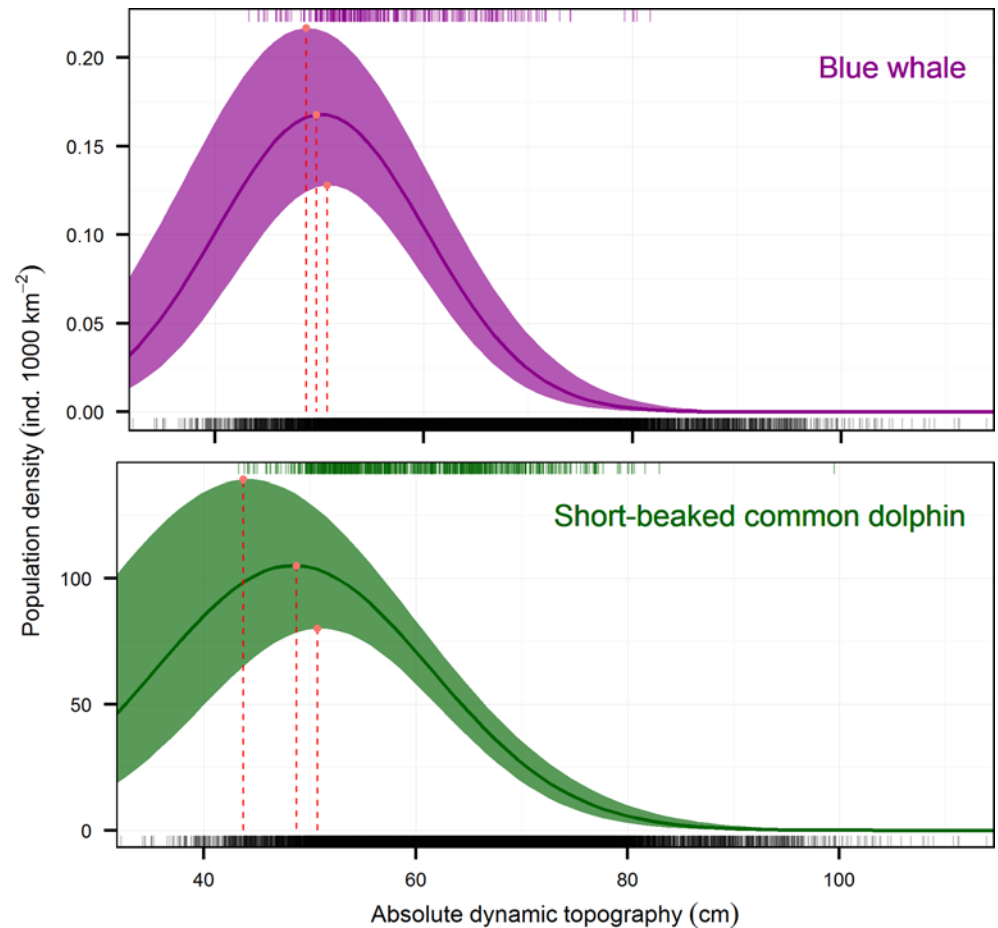 Blue whale
0.20
0.15
0.10
0.05
0.00
Population density (ind. 1000 km⁻²)
Short-beaked common dolphin
100
50
0
40 60 80 100
Absolute dynamic topography (cm)